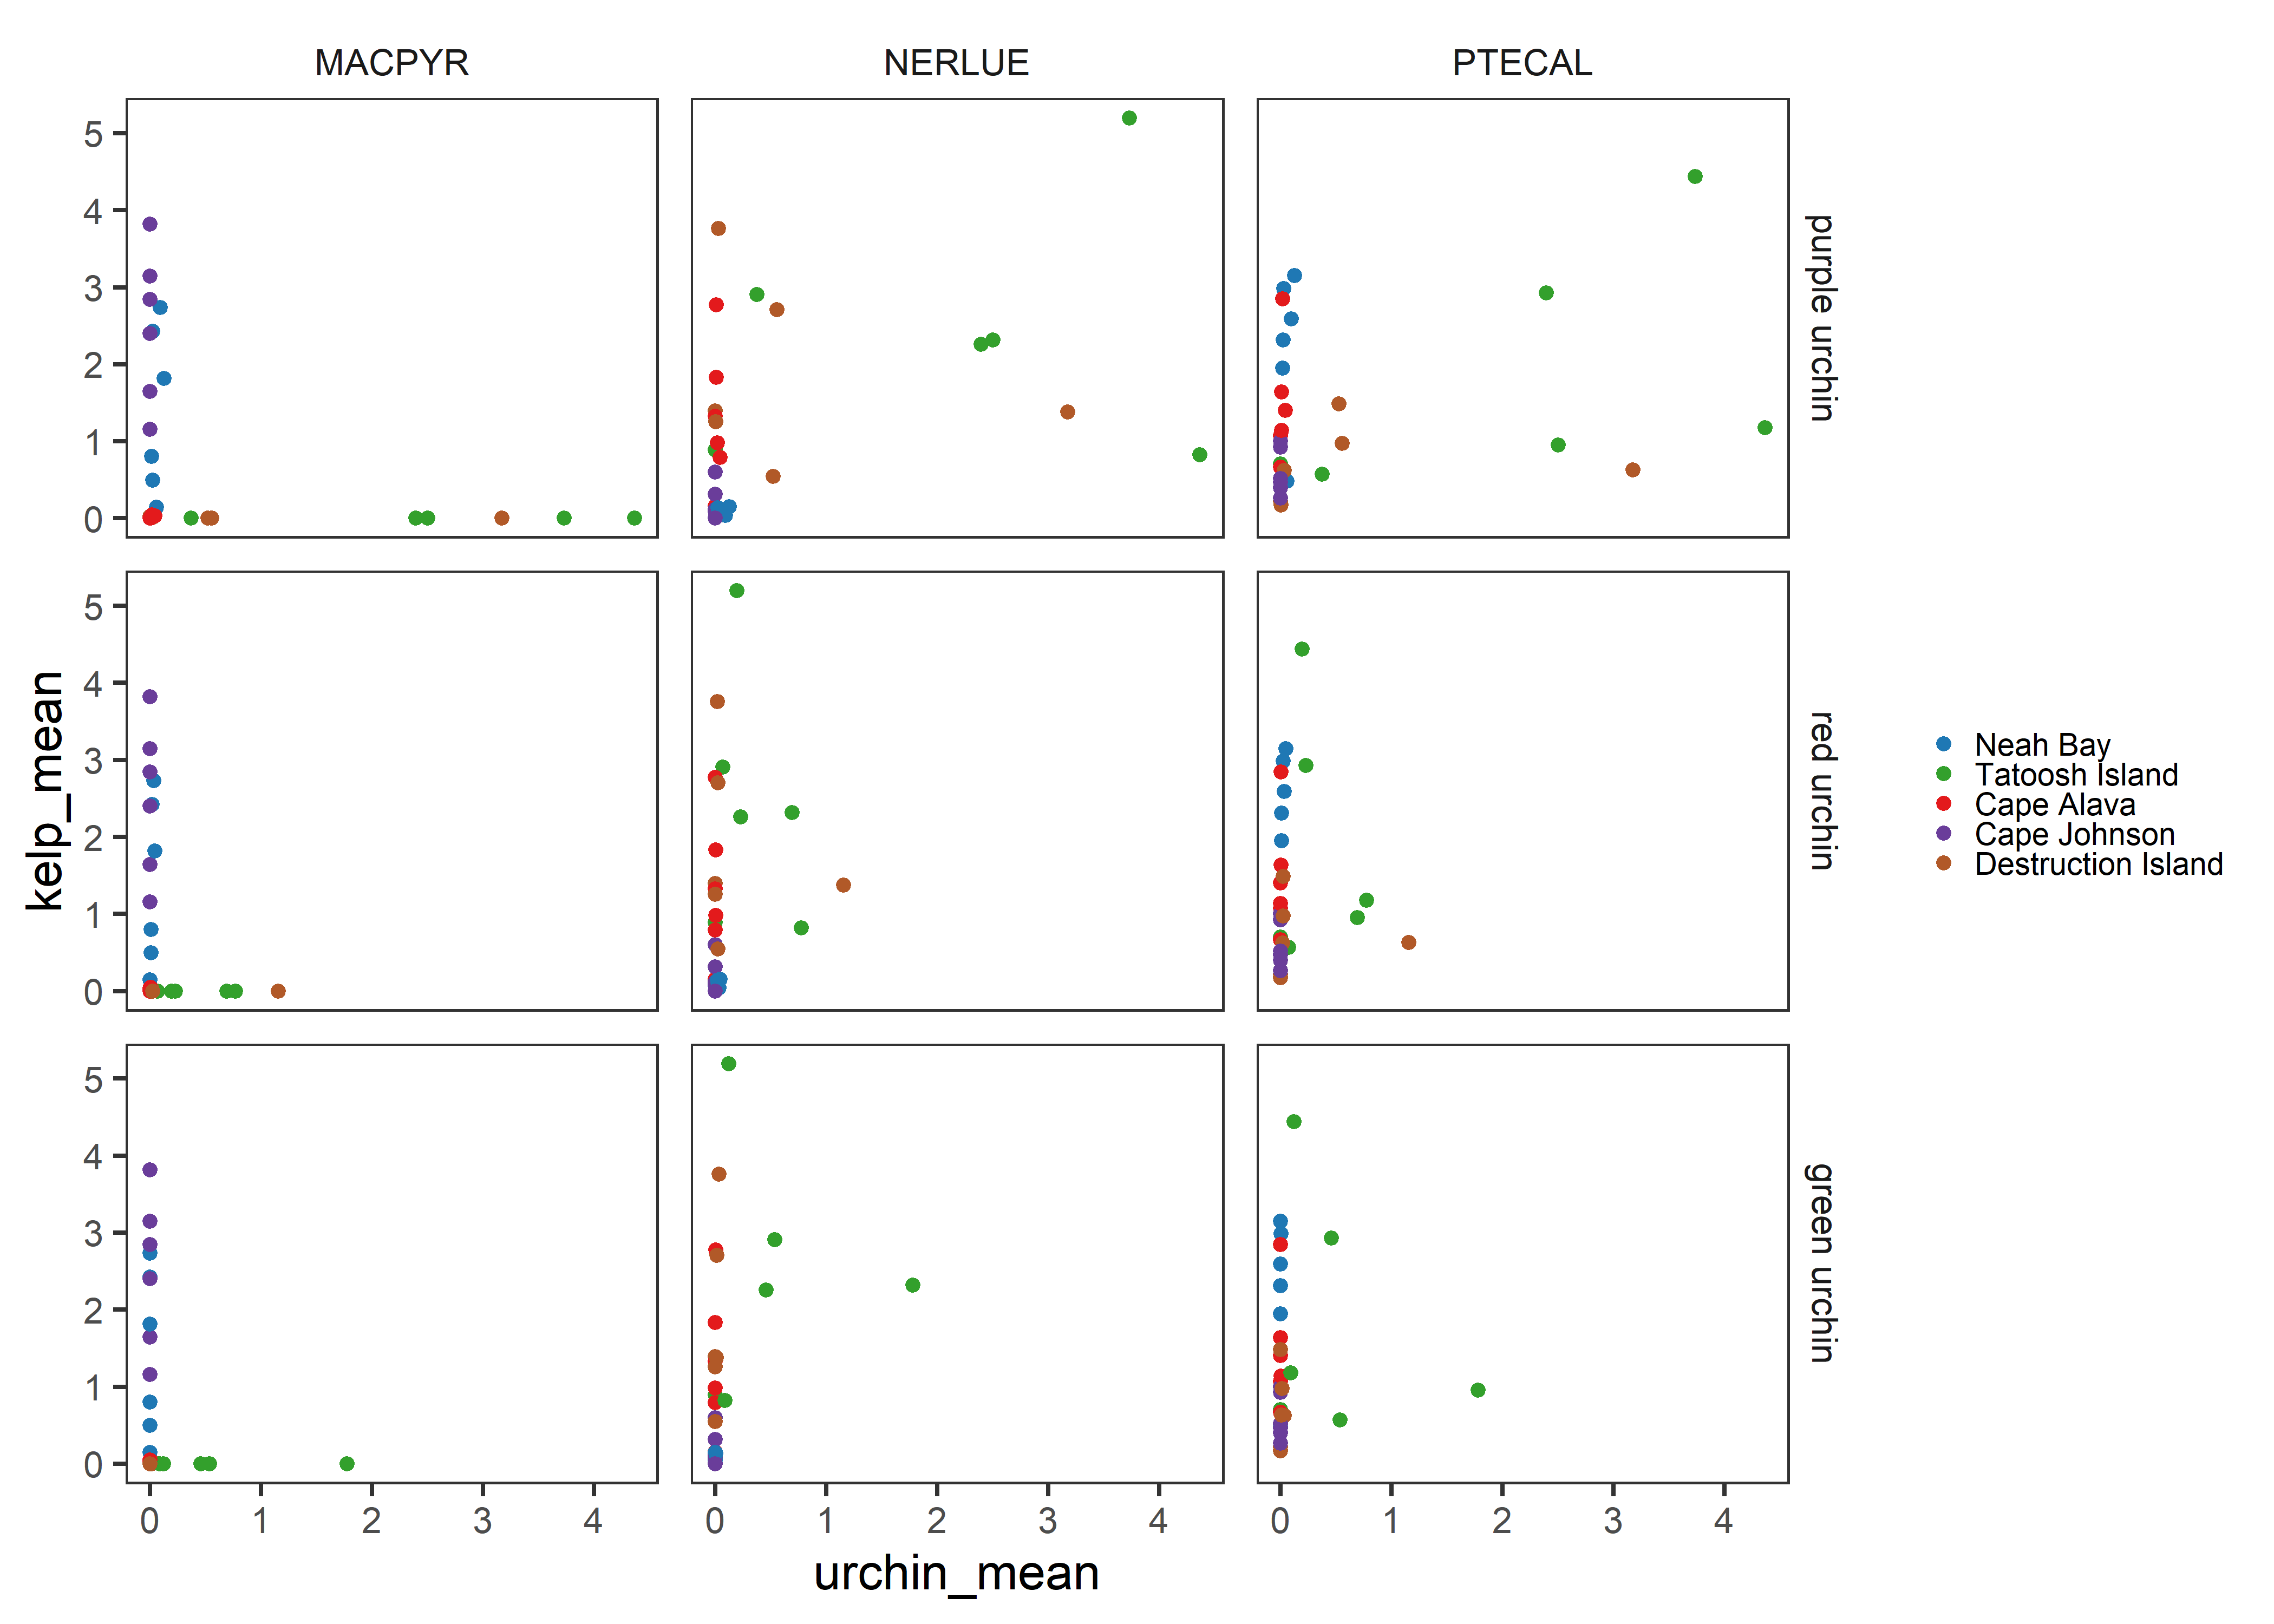 MACPYR NERLUE PTECAL
5
4
3
2
1
0
purple urchin
5
4
3
2
1
0
red urchin
5
4
3
2
1
0
green urchin
kelp_mean
0 1 2 3 4 0 1 2 3 4 0 1 2 3 4
urchin_mean
Neah Bay
Tatoosh Island
Cape Alava
Cape Johnson
Destruction Island